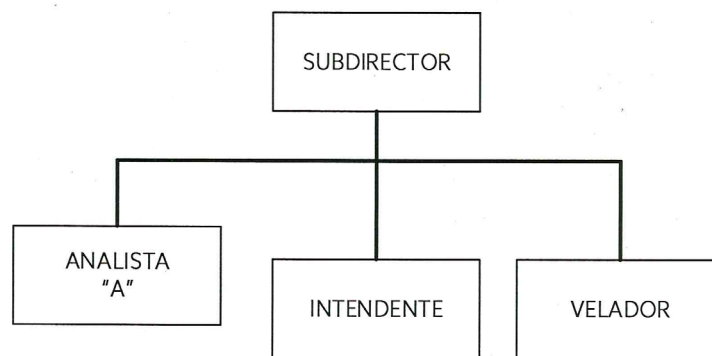 SUBDIRECTOR
ANALISTA
"A"
INTENDENTE
VELADOR